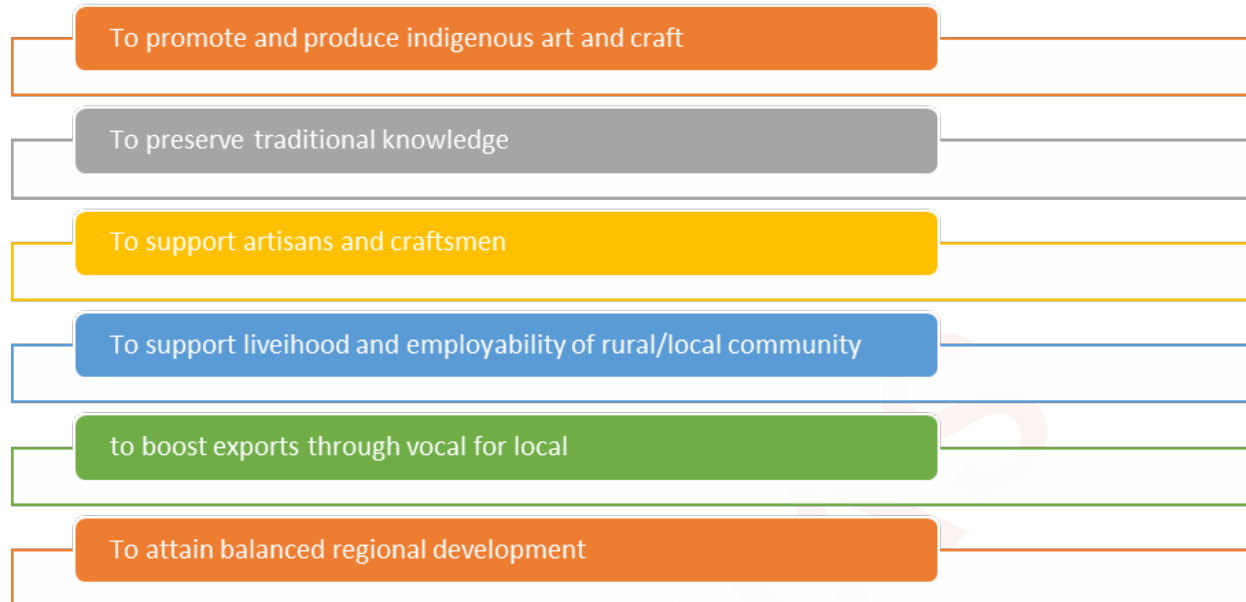 To promote and produce indigenous art and craft
To preserve traditional knowledge
To support artisans and craftsmen
To support liveihood and employability of rural/local community
to boost exports through vocal for local
To attain balanced regional development